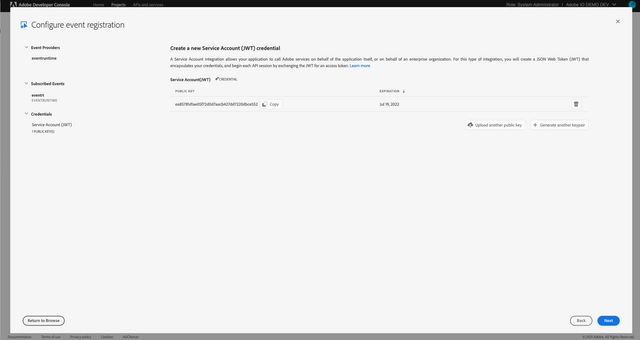 Adobe Developer Console
Home
Projects
APIs and services
Role: System Administrator | Adobe IO DEMO DEV
Configure event registration
Event Providers
eventruntime
Subscribed Events
eventrt
EVENTRUNTIME
Credentials
Service Account (JWT)
1 PUBLIC KEY(S)
Create a new Service Account (JWT) credential
A Service Account integration allows your application to call Adobe services on behalf of the application itself, or on behalf of an enterprise organization. For this type of integration, you will create a JSON Web Token (JWT) that
encapsulates your credentials, and begin each API session by exchanging the JWT for an access token. Learn more
Service Account(JWT)
CREDENTIAL
PUBLIC KEY
EXPIRATION ↓
Copy
Jul 19, 2022
Upload another public key
Generate another keypair
Return to Browse
Back
Next
Documentation
Terms of use
Privacy policy
Cookies
AdChoices
© 2021 Adobe. All Rights Reserved.